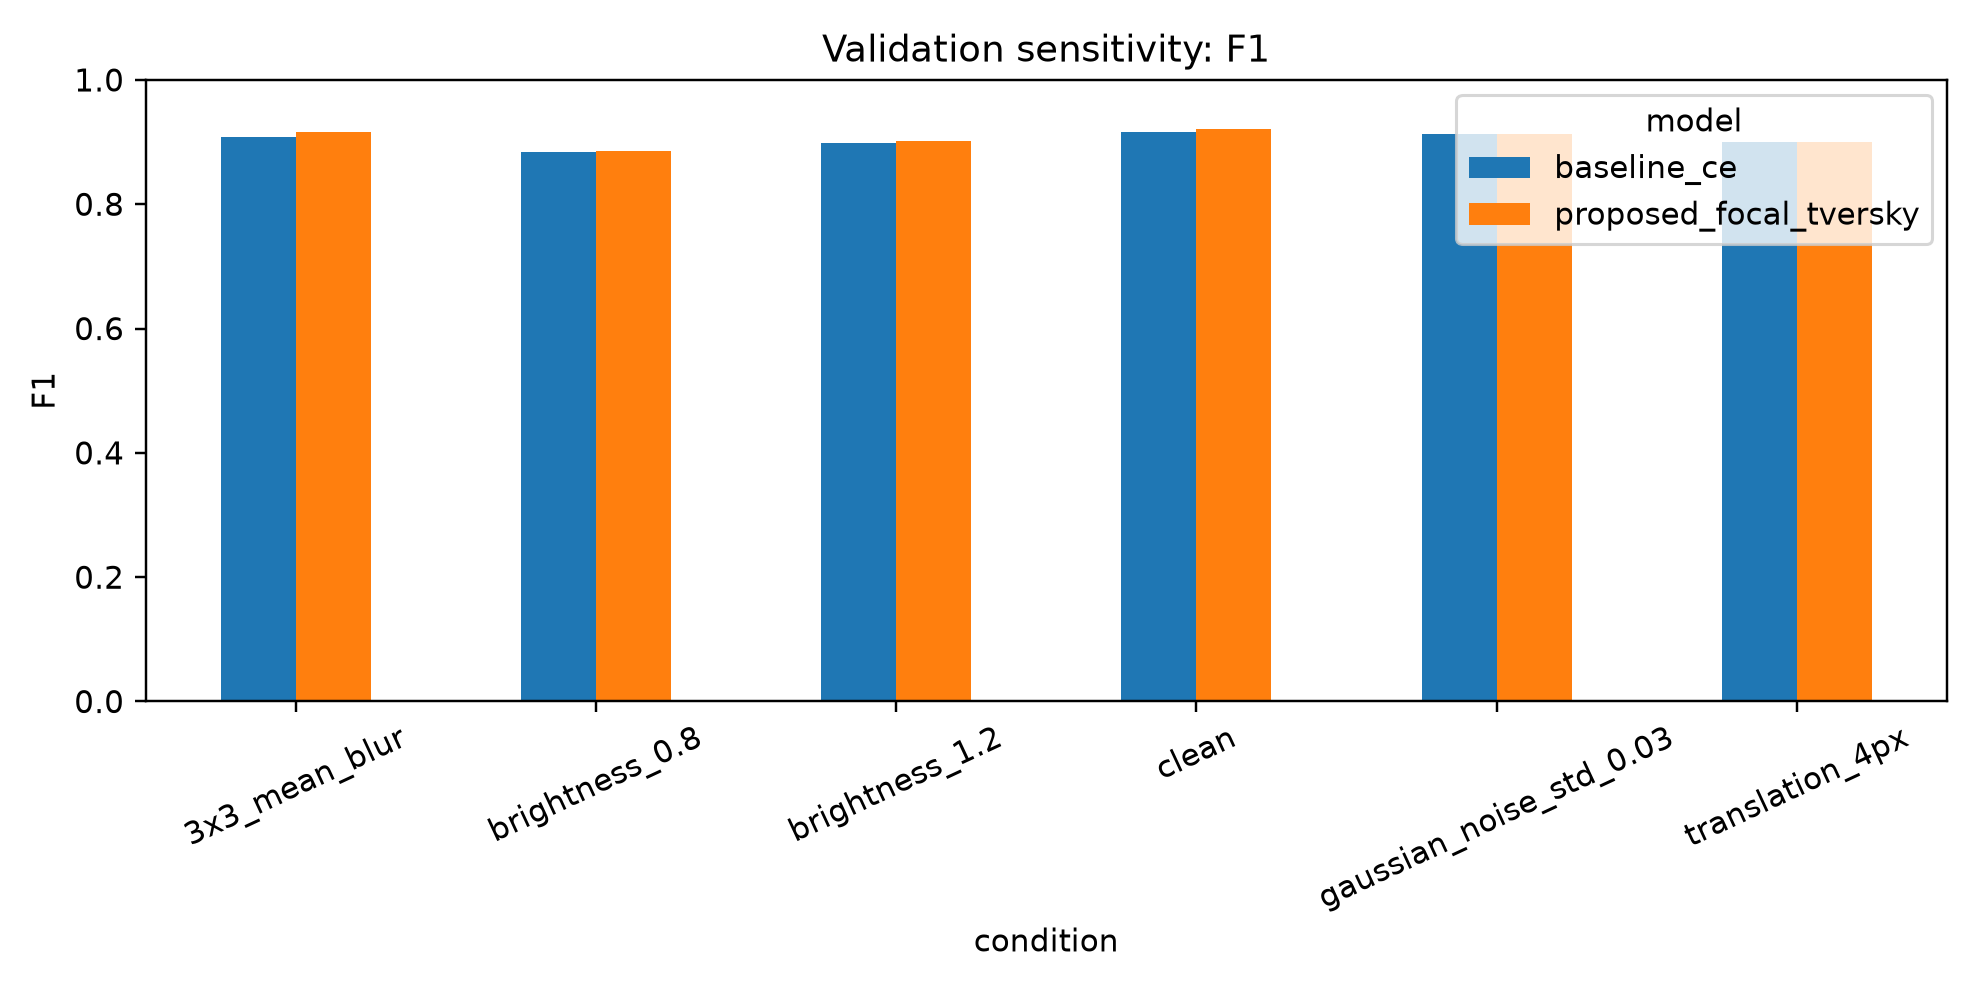 Validation sensitivity: F1
1.0
0.8
0.6
0.4
0.2
0.0
F1
model
baseline_ce
proposed_focal_tversky
3x3_mean_blur
brightness_0.8
brightness_1.2
clean
gaussian_noise_std_0.03
translation_4px
condition